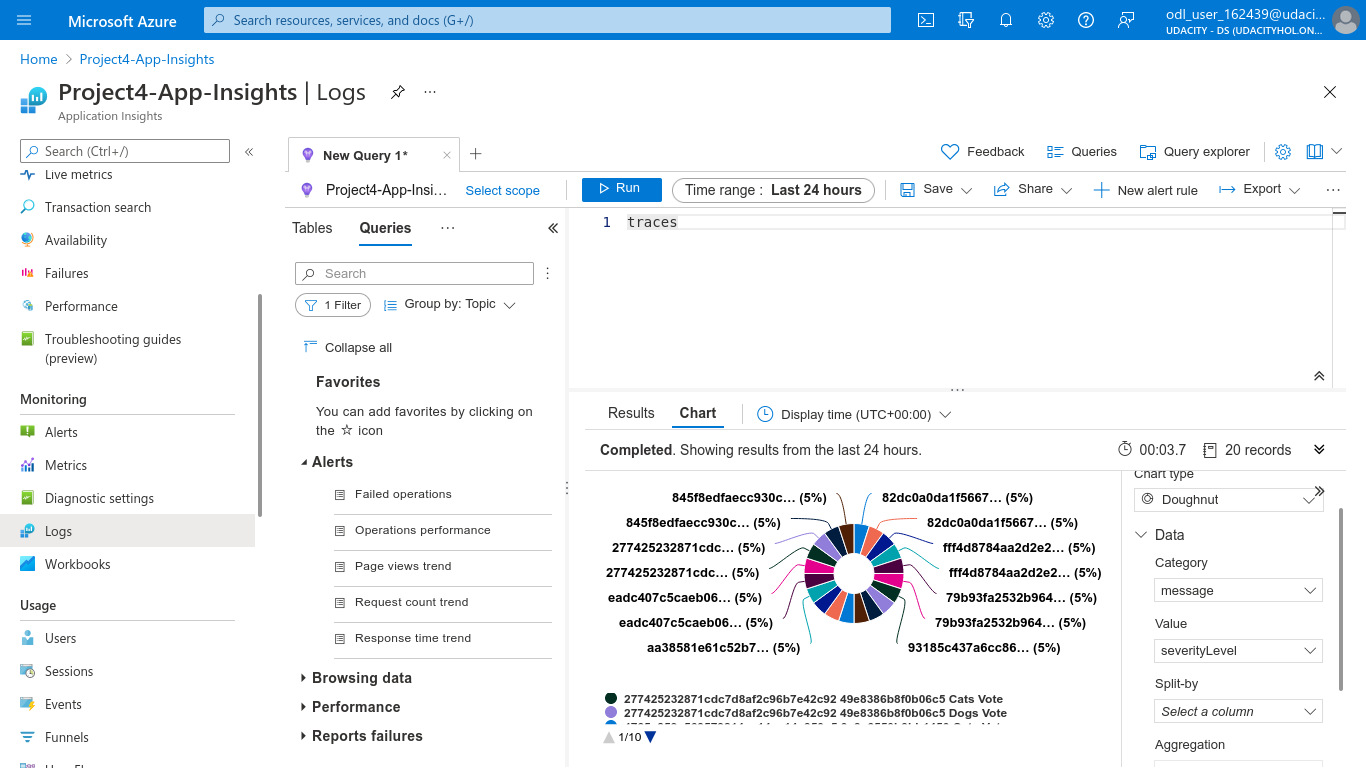 Microsoft Azure
Search resources, services, and docs (G+/)
odl_user_162439@udaci...
UDACITY - DS (UDACITYHOL.ON...
Home > Project4-App-Insights
Project4-App-Insights | Logs
Application Insights
Search (Ctrl+/)
Live metrics
Transaction search
Availability
Failures
Performance
Troubleshooting guides
(preview)
Monitoring
Alerts
Metrics
Diagnostic settings
Logs
Workbooks
Usage
Users
Sessions
Events
Funnels
New Query 1*
Feedback
Queries
Query explorer
Project4-App-Insi...
Select scope
Run
Time range : Last 24 hours
Save
Share
New alert rule
Export
Tables
Queries
Search
1 Filter
Group by: Topic
Collapse all
Favorites
You can add favorites by clicking on
the ☆ icon
Alerts
Failed operations
Operations performance
Page views trend
Request count trend
Response time trend
Browsing data
Performance
Reports failures
1 traces
Results
Chart
Display time (UTC+00:00)
Completed. Showing results from the last 24 hours.
00:03.7
20 records
845f8edfaecc930c... (5%)
82dc0a0da1f5667... (5%)
845f8edfaecc930c... (5%)
82dc0a0da1f5667... (5%)
277425232871cdc... (5%)
fff4d8784aa2d2e2... (5%)
277425232871cdc... (5%)
fff4d8784aa2d2e2... (5%)
eadc407c5caeb06... (5%)
79b93fa2532b964... (5%)
eadc407c5caeb06... (5%)
79b93fa2532b964... (5%)
aa38581e61c52b7... (5%)
93185c437a6cc86... (5%)
277425232871cdc7d8af2c96b7e42c92 49e8386b8f0b06c5 Cats Vote
277425232871cdc7d8af2c96b7e42c92 49e8386b8f0b06c5 Dogs Vote
1/10
Chart type
Doughnut
Data
Category
message
Value
severityLevel
Split-by
Select a column
Aggregation